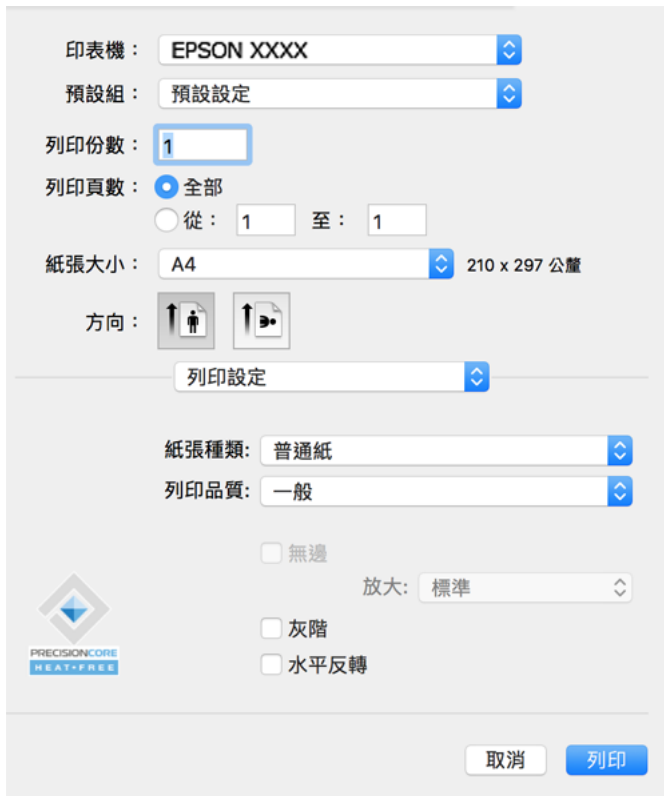 印表機： EPSON XXXX
預設組： 預設設定
列印份數： 1
列印頁數： 全部
從： 1 至： 1
紙張大小： A4 210 x 297 公釐
方向：
列印設定
紙張種類: 普通紙
列印品質: 一般
無邊
放大: 標準
灰階
水平反轉
PRECISIONCORE
HEAT-FREE
取消 列印